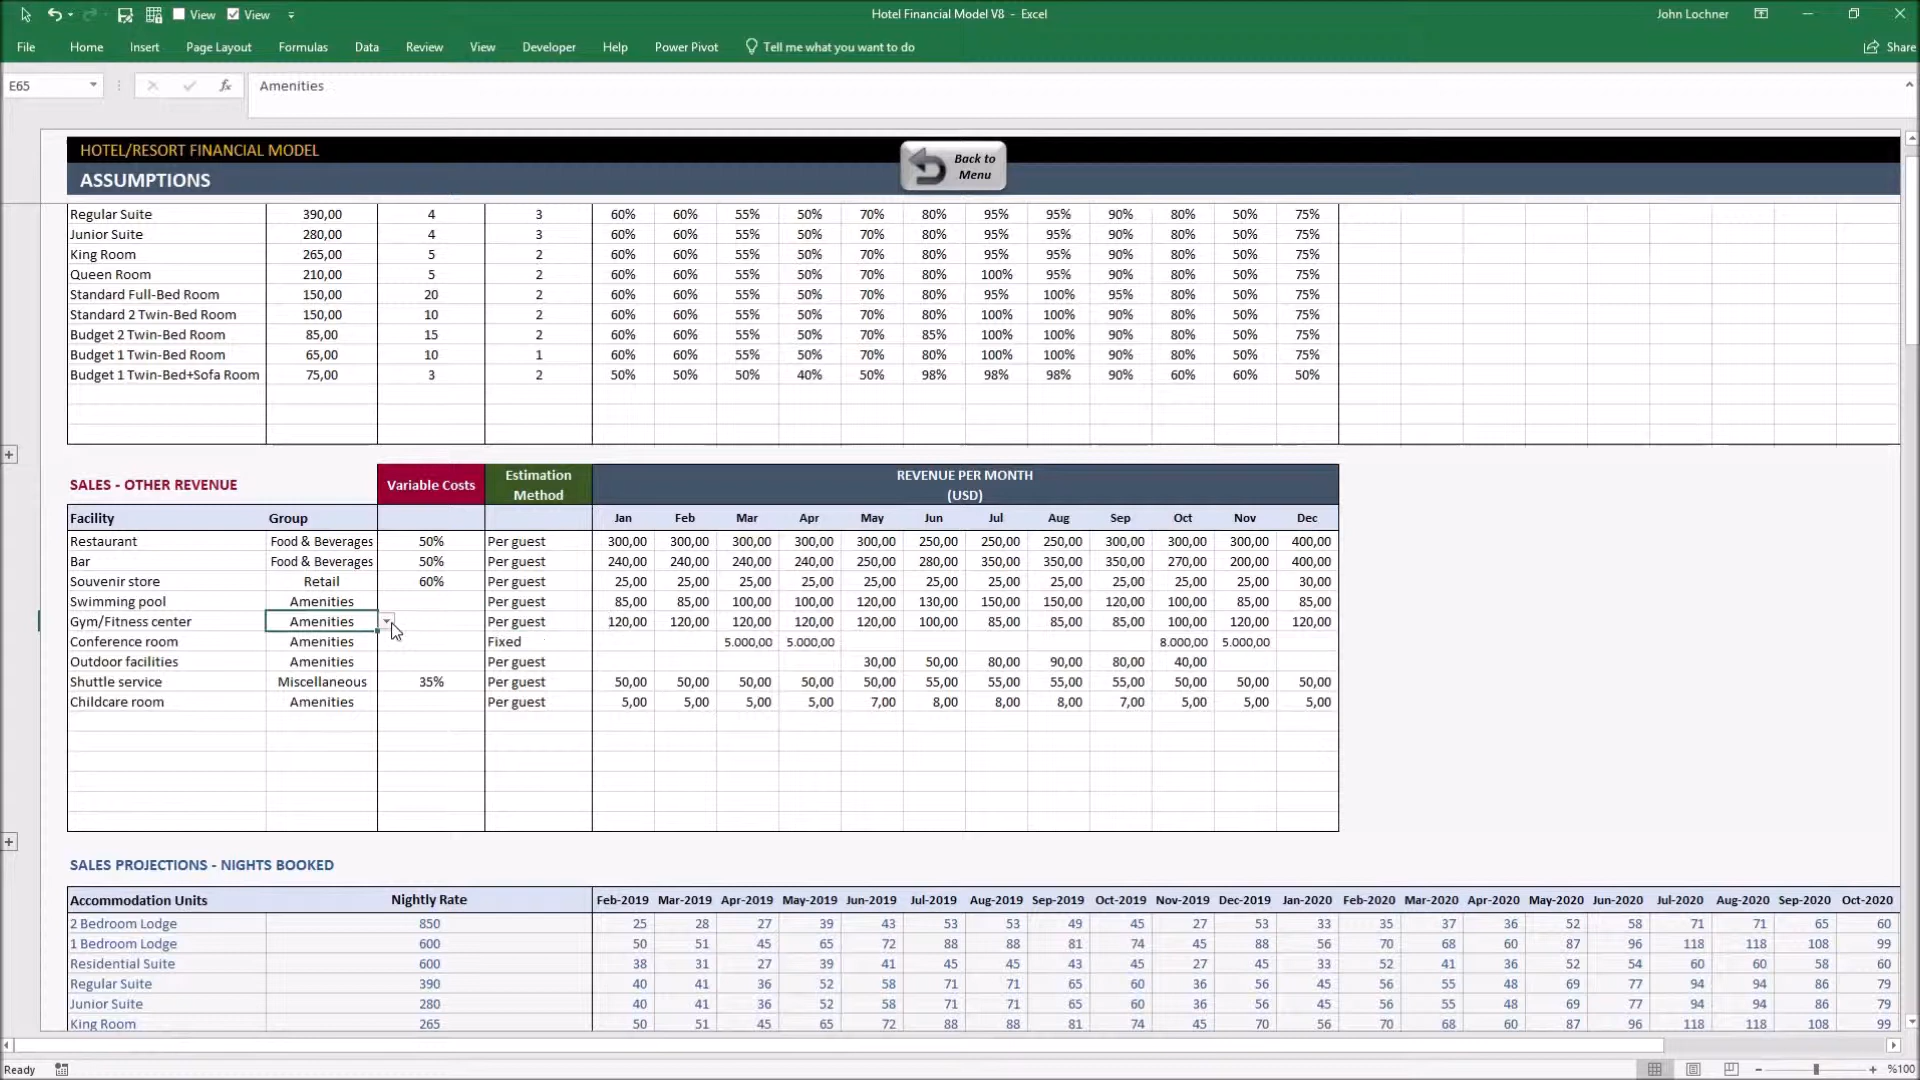 View View Hotel Financial Model V8 - Excel John Lochner
File Home Insert Page Layout Formulas Data Review View Developer Help Power Pivot Tell me what you want to do Share
E65 fx Amenities
HOTEL/RESORT FINANCIAL MODEL
Back to
Menu
ASSUMPTIONS
Regular Suite 390,00 4 3 60% 60% 55% 50% 70% 80% 95% 95% 90% 80% 50% 75%
Junior Suite 280,00 4 3 60% 60% 55% 50% 70% 80% 95% 95% 90% 80% 50% 75%
King Room 265,00 5 2 60% 60% 55% 50% 70% 80% 95% 95% 90% 80% 50% 75%
Queen Room 210,00 5 2 60% 60% 55% 50% 70% 80% 100% 95% 90% 80% 50% 75%
Standard Full-Bed Room 150,00 20 2 60% 60% 55% 50% 70% 80% 95% 100% 95% 80% 50% 75%
Standard 2 Twin-Bed Room 150,00 10 2 60% 60% 55% 50% 70% 80% 100% 100% 90% 80% 50% 75%
Budget 2 Twin-Bed Room 85,00 15 2 60% 60% 55% 50% 70% 85% 100% 100% 90% 80% 50% 75%
Budget 1 Twin-Bed Room 65,00 10 1 60% 60% 55% 50% 70% 80% 100% 100% 90% 80% 50% 75%
Budget 1 Twin-Bed+Sofa Room 75,00 3 2 50% 50% 50% 40% 50% 98% 98% 98% 90% 60% 60% 50%
SALES - OTHER REVENUE Variable Costs Estimation Method REVENUE PER MONTH
(USD)
Facility Group Jan Feb Mar Apr May Jun Jul Aug Sep Oct Nov Dec
Restaurant Food & Beverages 50% Per guest 300,00 300,00 300,00 300,00 300,00 250,00 250,00 250,00 300,00 300,00 300,00 400,00
Bar Food & Beverages 50% Per guest 240,00 240,00 240,00 240,00 250,00 280,00 350,00 350,00 350,00 270,00 200,00 400,00
Souvenir store Retail 60% Per guest 25,00 25,00 25,00 25,00 25,00 25,00 25,00 25,00 25,00 25,00 25,00 30,00
Swimming pool Amenities Per guest 85,00 85,00 100,00 100,00 120,00 130,00 150,00 150,00 120,00 100,00 85,00 85,00
Gym/Fitness center Amenities Per guest 120,00 120,00 120,00 120,00 120,00 100,00 85,00 85,00 85,00 100,00 120,00 120,00
Conference room Amenities Fixed 5.000,00 5.000,00 8.000,00 5.000,00
Outdoor facilities Amenities Per guest 30,00 50,00 80,00 90,00 80,00 40,00
Shuttle service Miscellaneous 35% Per guest 50,00 50,00 50,00 50,00 50,00 55,00 55,00 55,00 55,00 50,00 50,00 50,00
Childcare room Amenities Per guest 5,00 5,00 5,00 5,00 7,00 8,00 8,00 8,00 7,00 5,00 5,00 5,00
SALES PROJECTIONS - NIGHTS BOOKED
Accommodation Units Nightly Rate Feb-2019 Mar-2019 Apr-2019 May-2019 Jun-2019 Jul-2019 Aug-2019 Sep-2019 Oct-2019 Nov-2019 Dec-2019 Jan-2020 Feb-2020 Mar-2020 Apr-2020 May-2020 Jun-2020 Jul-2020 Aug-2020 Sep-2020 Oct-2020
2 Bedroom Lodge 850 25 28 27 39 43 53 53 49 45 27 53 33 35 37 36 52 58 71 71 65 60
1 Bedroom Lodge 600 50 51 45 65 72 88 88 81 74 45 88 56 70 68 60 87 96 118 118 108 99
Residential Suite 600 38 31 27 39 41 45 45 43 45 27 45 33 52 41 36 52 54 60 60 58 60
Regular Suite 390 40 41 36 52 58 71 71 65 60 36 56 45 56 55 48 69 77 94 94 86 79
Junior Suite 280 40 41 36 52 58 71 71 65 60 36 56 45 56 55 48 69 77 94 94 86 79
King Room 265 50 51 45 65 72 88 88 81 74 45 70 56 70 68 60 87 96 118 118 108 99
Ready %100